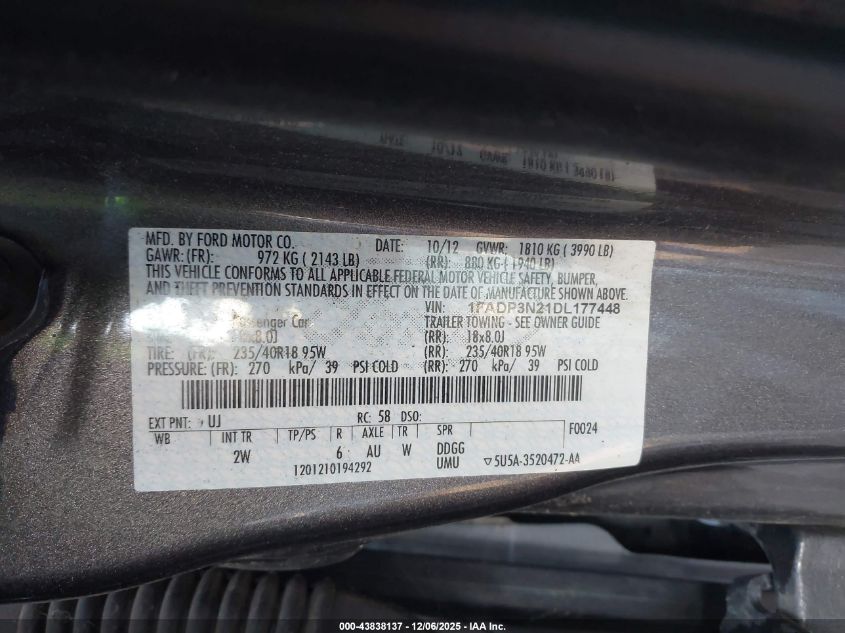 MFD. BY FORD MOTOR CO. DATE: 10/12 GVWR: 1810 KG ( 3990 LB)
GAWR: (FR): 972 KG ( 2143 LB) (RR): 880 KG ( 1940 LB)
THIS VEHICLE CONFORMS TO ALL APPLICABLE FEDERAL MOTOR VEHICLE SAFETY, BUMPER,
AND THEFT PREVENTION STANDARDS IN EFFECT ON THE DATE OF MANUFACTURE SHOWN ABOVE.
VIN: 1FADP3N21DL177448
Passenger Car TRAILER TOWING - SEE OWNER GUIDE
(RR): 18x8.0J
TIRE: (FR): 235/40R18 95W (RR): 235/40R18 95W
PRESSURE: (FR): 270 kPa/ 39 PSI COLD (RR): 270 kPa/ 39 PSI COLD
EXT PNT: UJ RC: 58 DSO: F0024
WB INT TR TP/PS R AXLE TR SPR
2W 6 AU W DDGG
1201210194292 UMU 5U5A-3520472-AA
000-43838137 - 12/06/2025 - IAA Inc.